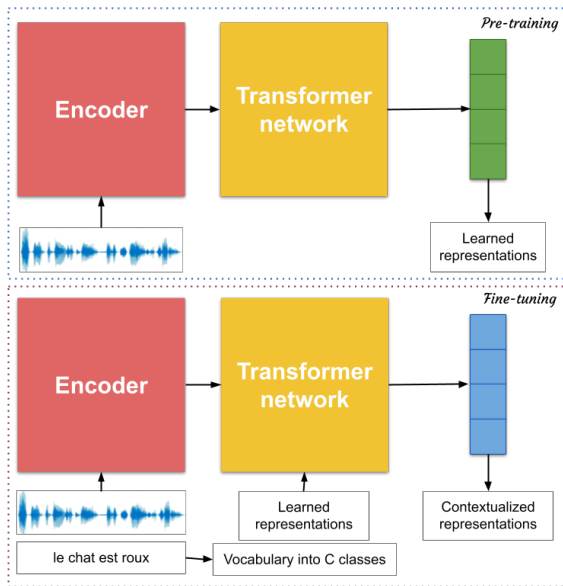 Pre-training
Encoder
Transformer
network
Learned
representations
Fine-tuning
Encoder
Transformer
network
Learned
representations
Contextualized
representations
le chat est roux
Vocabulary into C classes